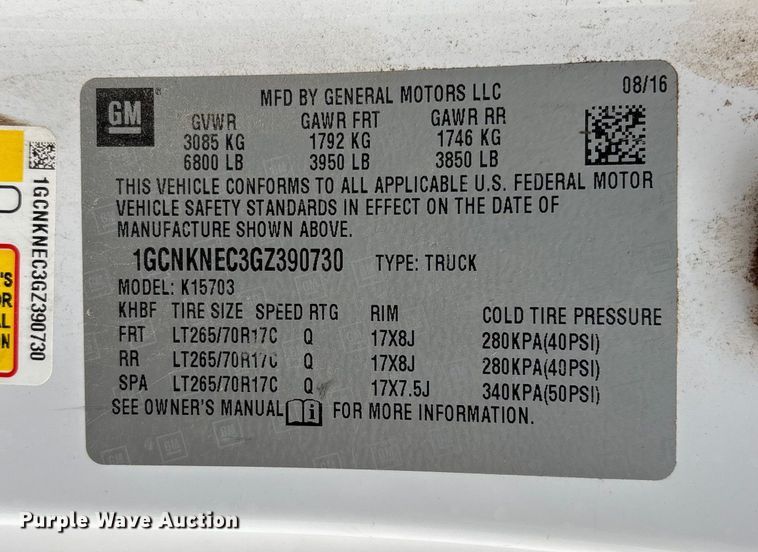 GM
MFD BY GENERAL MOTORS LLC
08/16
GVWR GAWR FRT GAWR RR
3085 KG 1792 KG 1746 KG
6800 LB 3950 LB 3850 LB
THIS VEHICLE CONFORMS TO ALL APPLICABLE U.S. FEDERAL MOTOR
VEHICLE SAFETY STANDARDS IN EFFECT ON THE DATE OF
MANUFACTURE SHOWN ABOVE.
1GCNKNEC3GZ390730 TYPE: TRUCK
MODEL: K15703
KHBF TIRE SIZE SPEED RTG RIM COLD TIRE PRESSURE
FRT LT265/70R17C Q 17X8J 280KPA(40PSI)
RR LT265/70R17C Q 17X8J 280KPA(40PSI)
SPA LT265/70R17C Q 17X7.5J 340KPA(50PSI)
SEE OWNER'S MANUAL FOR MORE INFORMATION.
1GCNKNEC3GZ390730
Purple Wave Auction